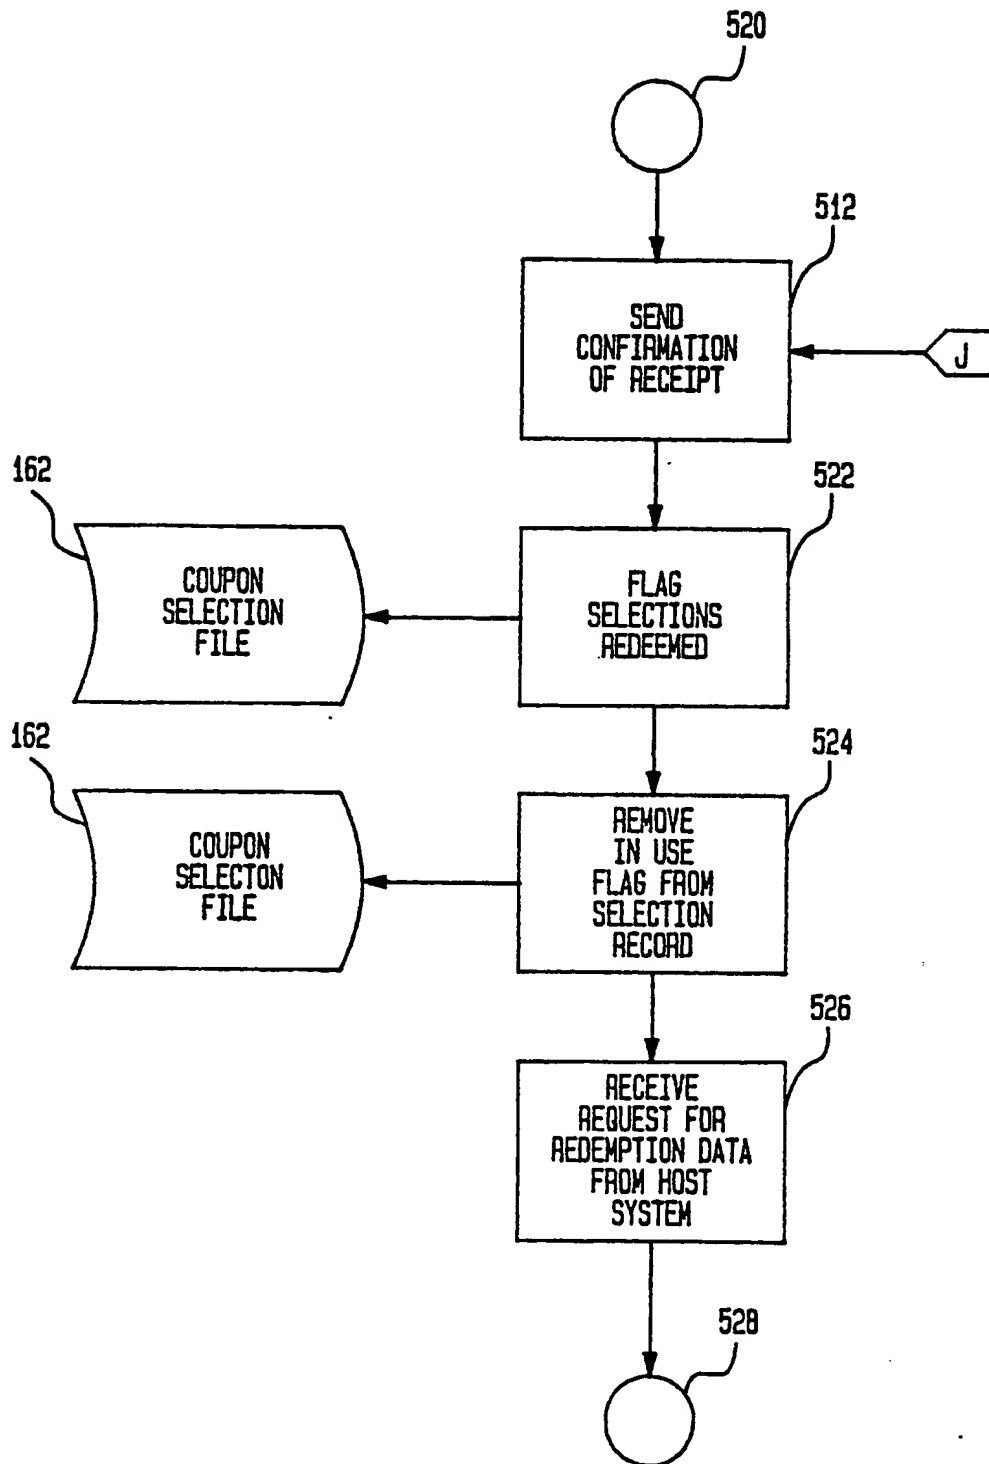 520
512
SEND
CONFIRMATION
OF RECEIPT
J
162
522
COUPON
SELECTION
FILE
FLAG
SELECTIONS
REDEEMED
162
524
COUPON
SELECTON
FILE
REMOVE
IN USE
FLAG FROM
SELECTION
RECORD
526
RECEIVE
REQUEST FOR
REDEMPTION DATA
FROM HOST
SYSTEM
528